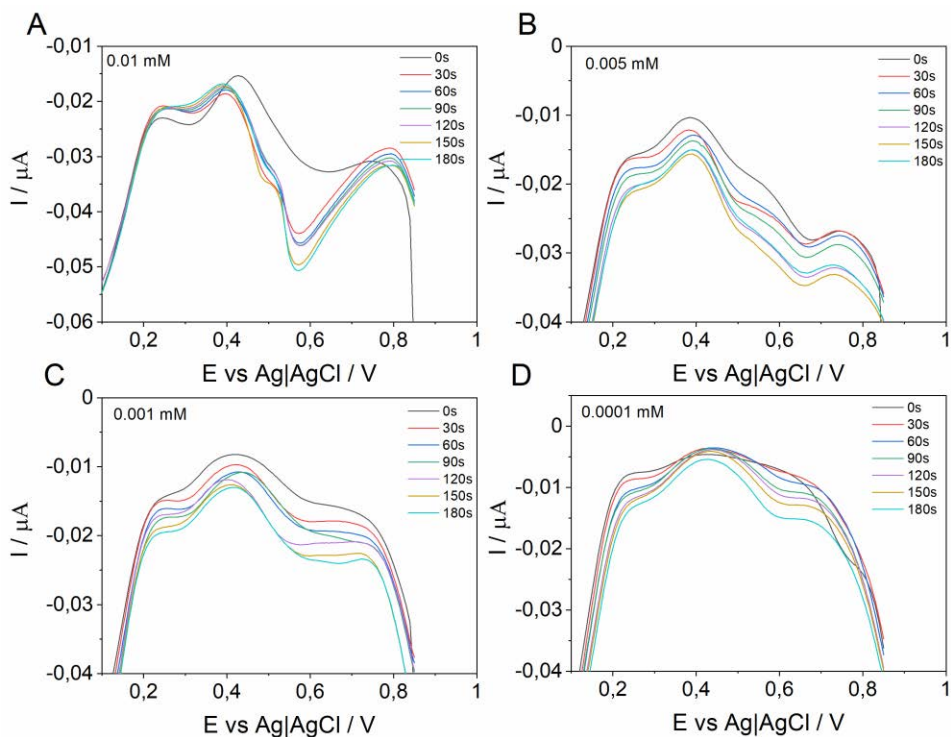 A
0.01 mM
-0,01
-0,02
-0,03
-0,04
-0,05
-0,06
I / μA
0,2 0,4 0,6 0,8 1
E vs Ag|AgCl / V
0s
30s
60s
90s
120s
150s
180s
B
0.005 mM
0
-0,01
-0,02
-0,03
-0,04
I / μA
0,2 0,4 0,6 0,8 1
E vs Ag|AgCl / V
0s
30s
60s
90s
120s
150s
180s
C
0.001 mM
0
-0,01
-0,02
-0,03
-0,04
I / μA
0,2 0,4 0,6 0,8 1
E vs Ag|AgCl / V
0s
30s
60s
90s
120s
150s
180s
D
0.0001 mM
0
-0,01
-0,02
-0,03
-0,04
I / μA
0,2 0,4 0,6 0,8 1
E vs Ag|AgCl / V
0s
30s
60s
90s
120s
150s
180s